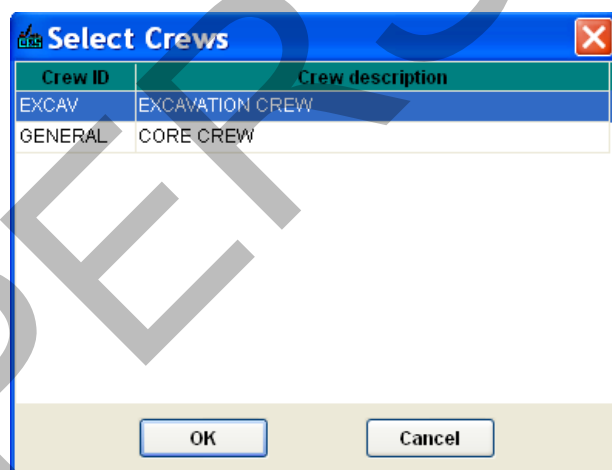 Select Crews
Crew ID Crew description
EXCAV EXCAVATION CREW
GENERAL CORE CREW
OK Cancel